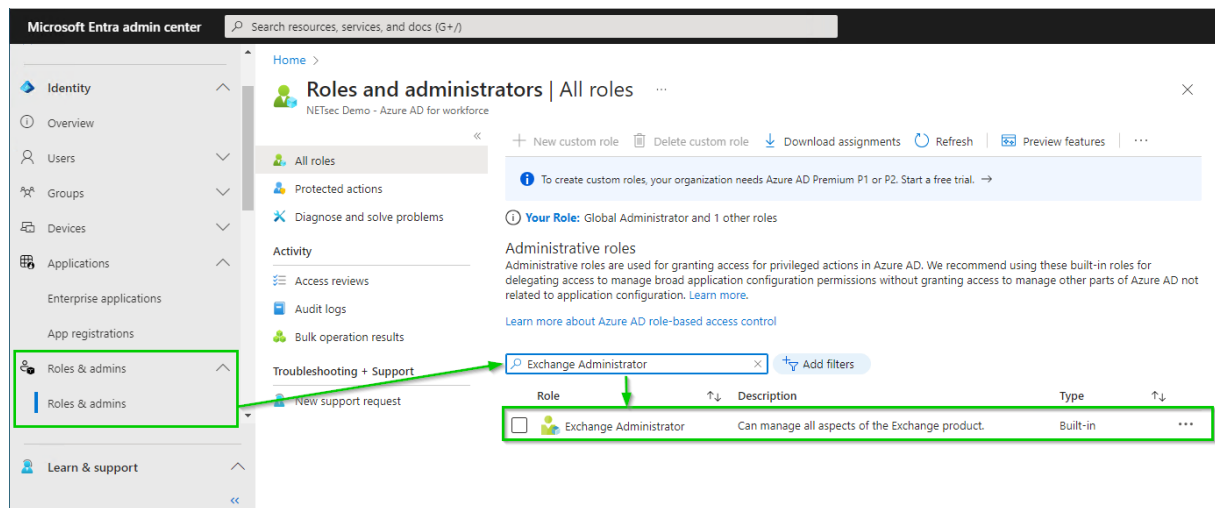 Microsoft Entra admin center
Search resources, services, and docs (G+/)
Identity
Overview
Users
Groups
Devices
Applications
Enterprise applications
App registrations
Roles & admins
Roles & admins
Learn & support
«
Home >
Roles and administrators | All roles ...
NETsec Demo - Azure AD for workforce
«
All roles
Protected actions
Diagnose and solve problems
Activity
Access reviews
Audit logs
Bulk operation results
Troubleshooting + Support
New support request
New custom role Delete custom role Download assignments Refresh Preview features ...
To create custom roles, your organization needs Azure AD Premium P1 or P2. Start a free trial. →
Your Role: Global Administrator and 1 other roles
Administrative roles
Administrative roles are used for granting access for privileged actions in Azure AD. We recommend using these built-in roles for
delegating access to manage broad application configuration permissions without granting access to manage other parts of Azure AD not
related to application configuration. Learn more.
Learn more about Azure AD role-based access control
Exchange Administrator Add filters
Role Description Type
Exchange Administrator Can manage all aspects of the Exchange product. Built-in ...